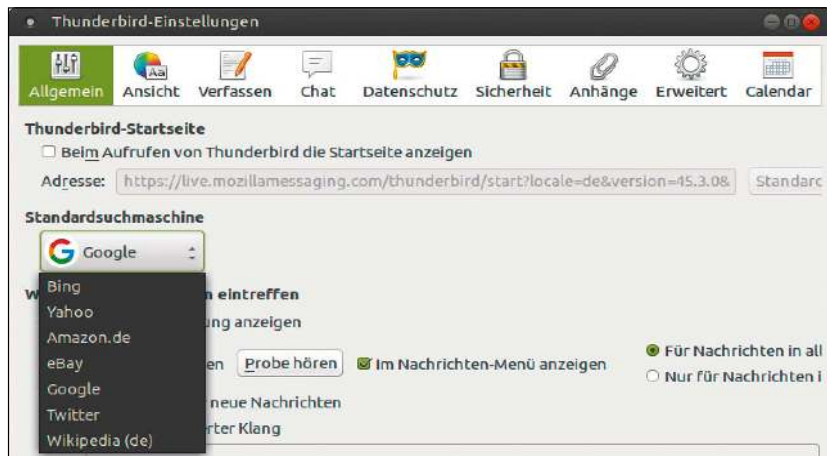 Thunderbird-Einstellungen
Allgemein Ansicht Verfassen Chat Datenschutz Sicherheit Anhänge Erweitert Calendar
Thunderbird-Startseite
Beim Aufrufen von Thunderbird die Startseite anzeigen
Adresse: https://live.mozillamessaging.com/thunderbird/start?locale=de&version=45.3.0& Standard
Standardsuchmaschine
Google
W n eintreffen
Bing
ung anzeigen
Yahoo
Amazon.de
eBay en Probe hören Im Nachrichten-Menü anzeigen Für Nachrichten in all
Google Nur für Nachrichten i
Twitter neue Nachrichten
Wikipedia (de) rter Klang